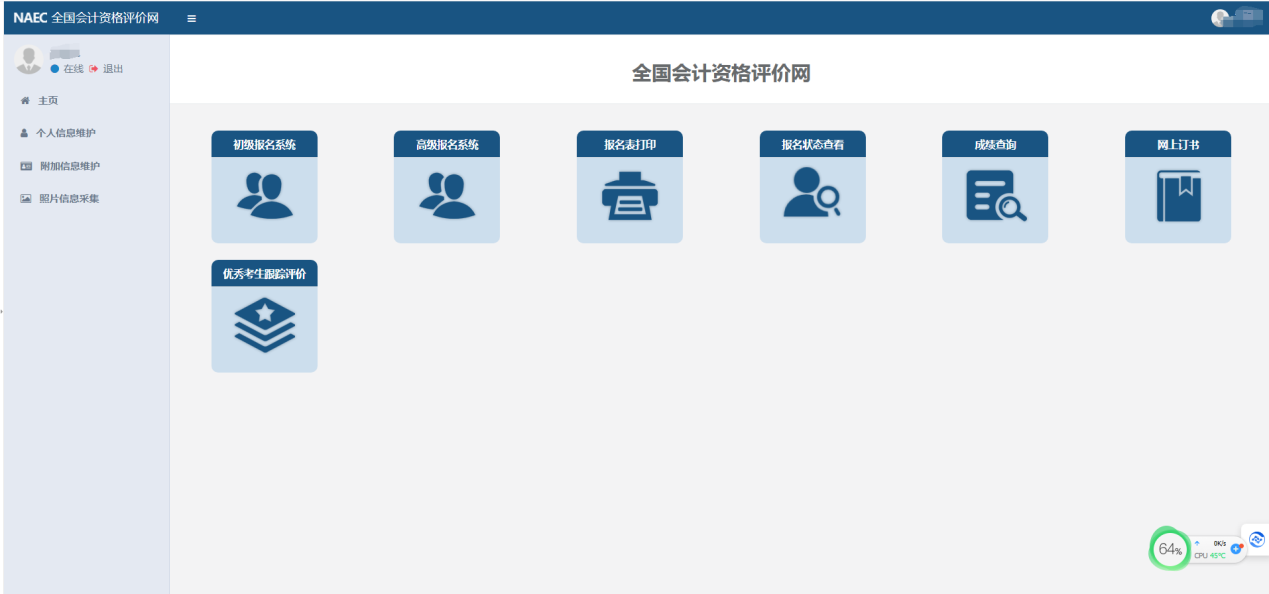 NAEC 全国会计资格评价网
在线 退出
主页
个人信息维护
附加信息维护
照片信息采集
全国会计资格评价网
初级报名系统
高级报名系统
报名表打印
报名状态查看
成绩查询
网上订书
优秀考生跟踪评价
64%
0K/s
CPU 45℃